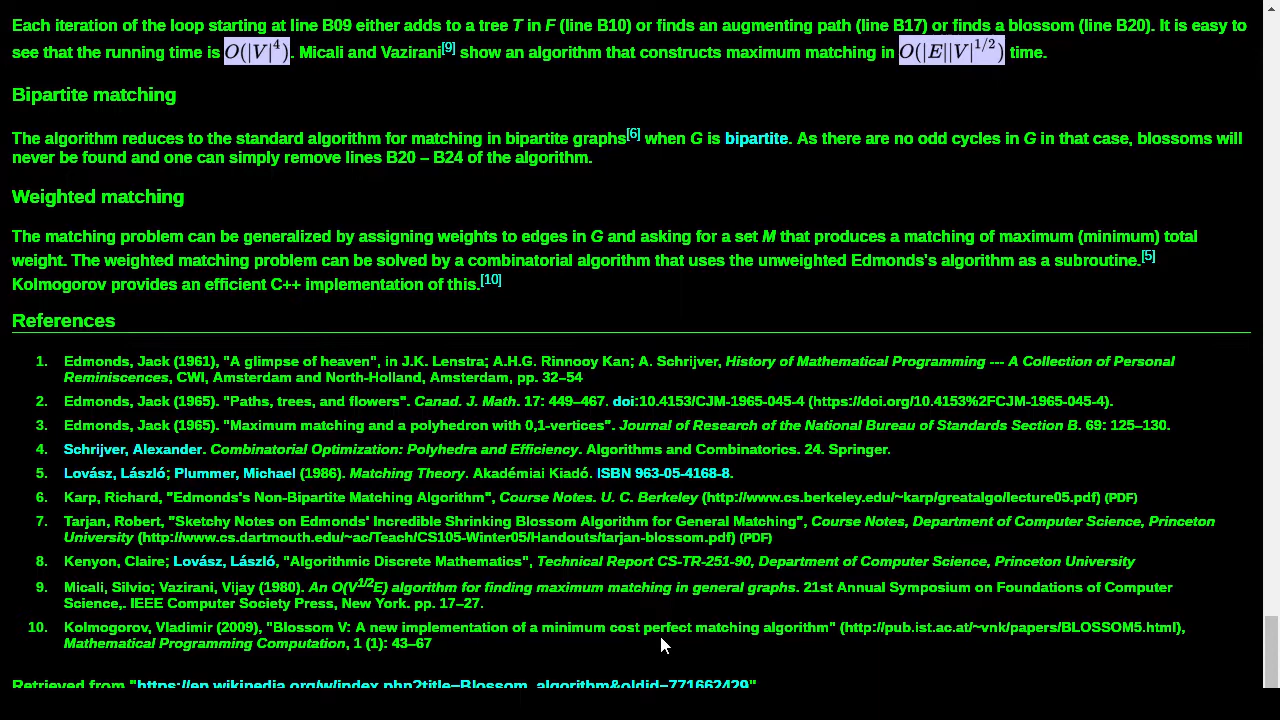 Each iteration of the loop starting at line B09 either adds to a tree T in F (line B10) or finds an augmenting path (line B17) or finds a blossom (line B20). It is easy to
see that the running time is O(|V|^4). Micali and Vazirani[9] show an algorithm that constructs maximum matching in O(|E||V|^{1/2}) time.
Bipartite matching
The algorithm reduces to the standard algorithm for matching in bipartite graphs[6] when G is bipartite. As there are no odd cycles in G in that case, blossoms will
never be found and one can simply remove lines B20 – B24 of the algorithm.
Weighted matching
The matching problem can be generalized by assigning weights to edges in G and asking for a set M that produces a matching of maximum (minimum) total
weight. The weighted matching problem can be solved by a combinatorial algorithm that uses the unweighted Edmonds's algorithm as a subroutine.[5]
Kolmogorov provides an efficient C++ implementation of this.[10]
References
1. Edmonds, Jack (1961), "A glimpse of heaven", in J.K. Lenstra; A.H.G. Rinnooy Kan; A. Schrijver, History of Mathematical Programming --- A Collection of Personal
Reminiscences, CWI, Amsterdam and North-Holland, Amsterdam, pp. 32–54
2. Edmonds, Jack (1965). "Paths, trees, and flowers". Canad. J. Math. 17: 449–467. doi:10.4153/CJM-1965-045-4 (https://doi.org/10.4153%2FCJM-1965-045-4).
3. Edmonds, Jack (1965). "Maximum matching and a polyhedron with 0,1-vertices". Journal of Research of the National Bureau of Standards Section B. 69: 125–130.
4. Schrijver, Alexander. Combinatorial Optimization: Polyhedra and Efficiency. Algorithms and Combinatorics. 24. Springer.
5. Lovász, László; Plummer, Michael (1986). Matching Theory. Akadémiai Kiadó. ISBN 963-05-4168-8.
6. Karp, Richard, "Edmonds's Non-Bipartite Matching Algorithm", Course Notes. U. C. Berkeley (http://www.cs.berkeley.edu/~karp/greatalgo/lecture05.pdf) (PDF)
7. Tarjan, Robert, "Sketchy Notes on Edmonds' Incredible Shrinking Blossom Algorithm for General Matching", Course Notes, Department of Computer Science, Princeton
University (http://www.cs.dartmouth.edu/~ac/Teach/CS105-Winter05/Handouts/tarjan-blossom.pdf) (PDF)
8. Kenyon, Claire; Lovász, László, "Algorithmic Discrete Mathematics", Technical Report CS-TR-251-90, Department of Computer Science, Princeton University
9. Micali, Silvio; Vazirani, Vijay (1980). An O(V^{1/2}E) algorithm for finding maximum matching in general graphs. 21st Annual Symposium on Foundations of Computer
Science,. IEEE Computer Society Press, New York. pp. 17–27.
10. Kolmogorov, Vladimir (2009), "Blossom V: A new implementation of a minimum cost perfect matching algorithm" (http://pub.ist.ac.at/~vnk/papers/BLOSSOM5.html),
Mathematical Programming Computation, 1 (1): 43–67
Retrieved from "https://en.wikipedia.org/w/index.php?title=Blossom_algorithm&oldid=771662429"